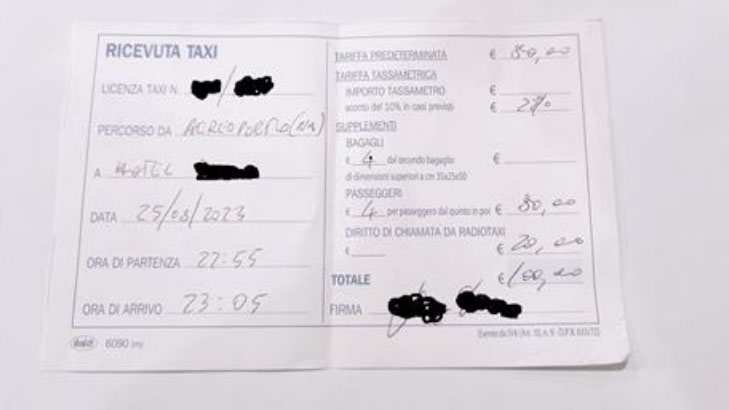 RICEVUTA TAXI
LICENZA TAXI N. /
PERCORSO DA AEREOPORTO (NA)
A HOTEL
DATA 25/08/2023
ORA DI PARTENZA 22:55
ORA DI ARRIVO 23:05
6090 (m)
TARIFFA PREDETERMINATA € 80,00
TARIFFA TASSAMETRICA
IMPORTO TASSAMETRO €
sconto del 10% in casi previsti €
SUPPLEMENTI
BAGAGLI
€ 4 dal secondo bagaglio €
di dimensioni superiori a cm 35x25x50
PASSEGGERI
€ 4 per passeggero dal quinto in poi € 80,00
DIRITTO DI CHIAMATA DA RADIOTAXI
€ € 20,00
TOTALE € 100,00
FIRMA